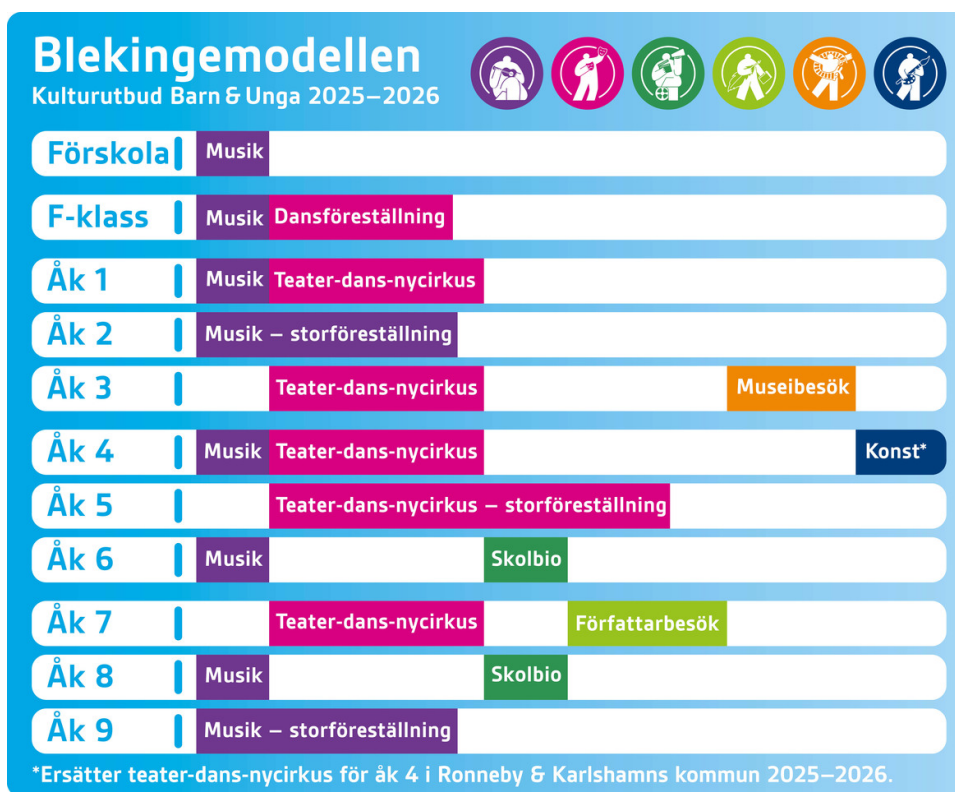 Blekingemodellen
Kulturutbud Barn & Unga 2025–2026
Förskola Musik
F-klass Musik Dansföreställning
Åk 1 Musik Teater-dans-nycirkus
Åk 2 Musik – storföreställning
Åk 3 Teater-dans-nycirkus Museibesök
Åk 4 Musik Teater-dans-nycirkus Konst*
Åk 5 Teater-dans-nycirkus – storföreställning
Åk 6 Musik Skolbio
Åk 7 Teater-dans-nycirkus Författarbesök
Åk 8 Musik Skolbio
Åk 9 Musik – storföreställning
*Ersätter teater-dans-nycirkus för åk 4 i Ronneby & Karlshamns kommun 2025–2026.